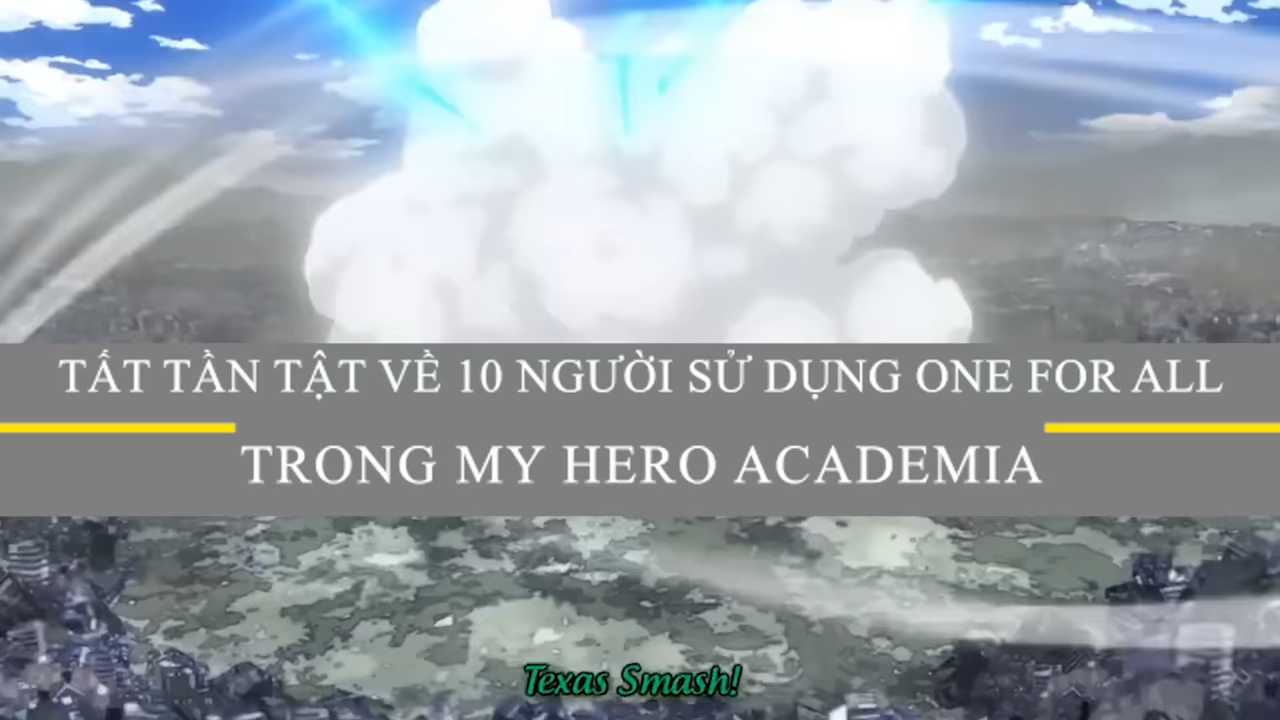 TẤT TẦN TẬT VỀ 10 NGƯỜI SỬ DỤNG ONE FOR ALL
TRONG MY HERO ACADEMIA
Texas Smash!